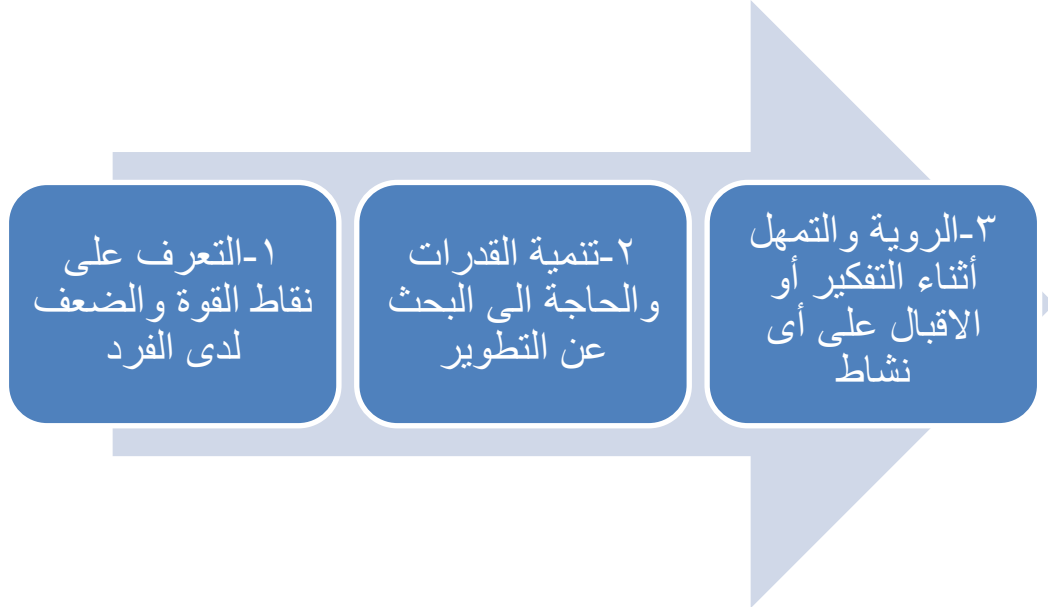 ١-التعرف على
نقاط القوة والضعف
لدى الفرد
٢-تنمية القدرات
والحاجة الى البحث
عن التطوير
٣-الروية والتمهل
أثناء التفكير أو
الاقبال على أى
نشاط